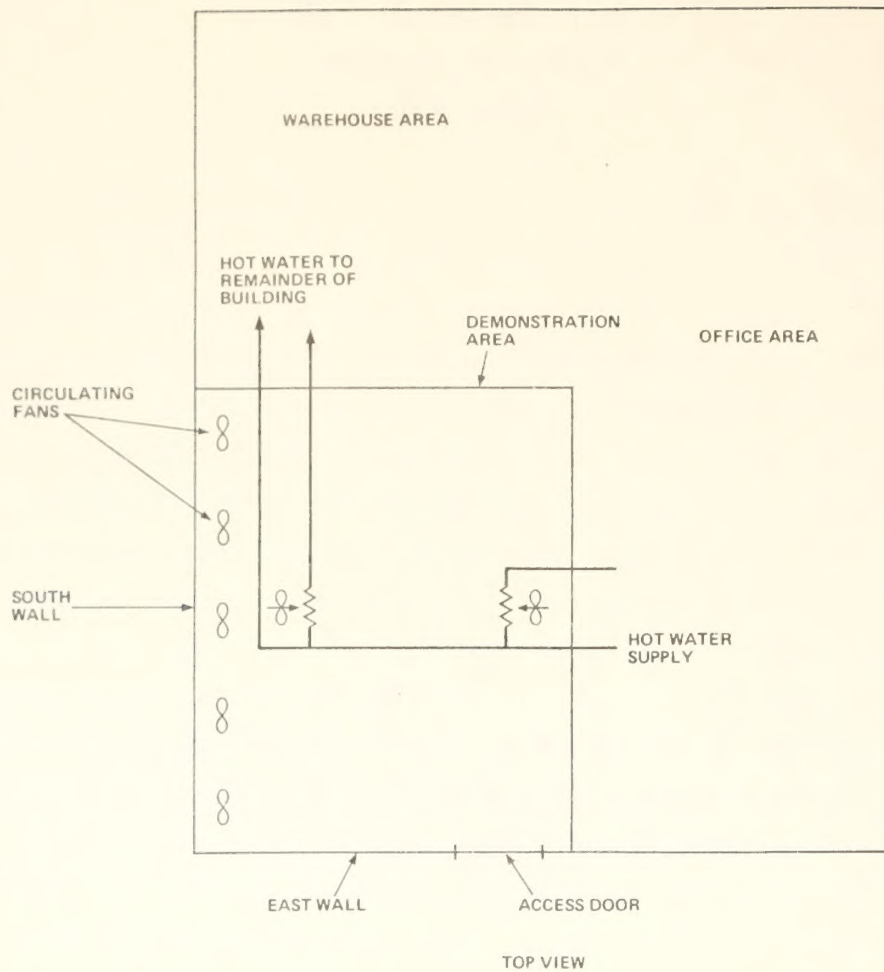 WAREHOUSE AREA
HOT WATER TO
REMAINDER OF
BUILDING
DEMONSTRATION
AREA
OFFICE AREA
CIRCULATING
FANS
SOUTH
WALL
HOT WATER
SUPPLY
EAST WALL
ACCESS DOOR
TOP VIEW